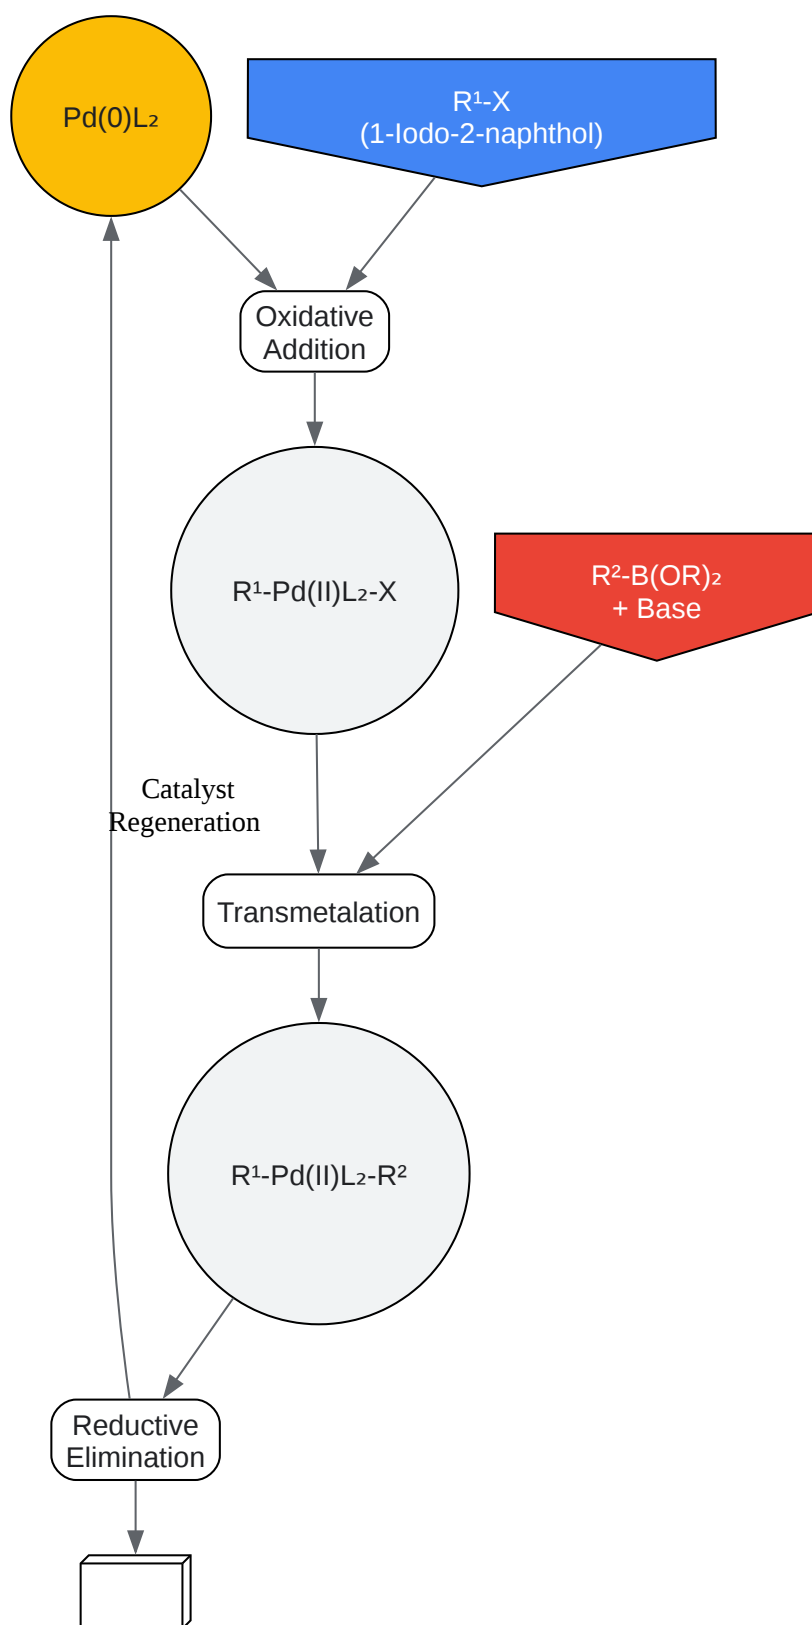 Pd(0)L₂
R¹-X
(1-Iodo-2-naphthol)
Oxidative
Addition
R¹-Pd(II)L₂-X
R²-B(OR)₂
+ Base
Catalyst
Regeneration
Transmetalation
R¹-Pd(II)L₂-R²
Reductive
Elimination